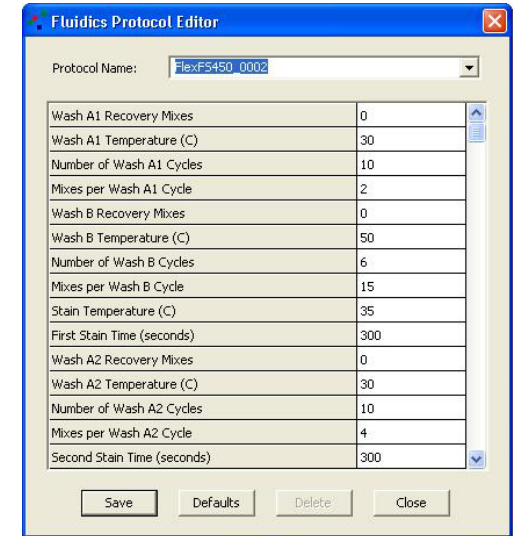 Fluidics Protocol Editor
Protocol Name: FlexFS450_0002
Wash A1 Recovery Mixes 0
Wash A1 Temperature (C) 30
Number of Wash A1 Cycles 10
Mixes per Wash A1 Cycle 2
Wash B Recovery Mixes 0
Wash B Temperature (C) 50
Number of Wash B Cycles 6
Mixes per Wash B Cycle 15
Stain Temperature (C) 35
First Stain Time (seconds) 300
Wash A2 Recovery Mixes 0
Wash A2 Temperature (C) 30
Number of Wash A2 Cycles 10
Mixes per Wash A2 Cycle 4
Second Stain Time (seconds) 300
Save Defaults Delete Close